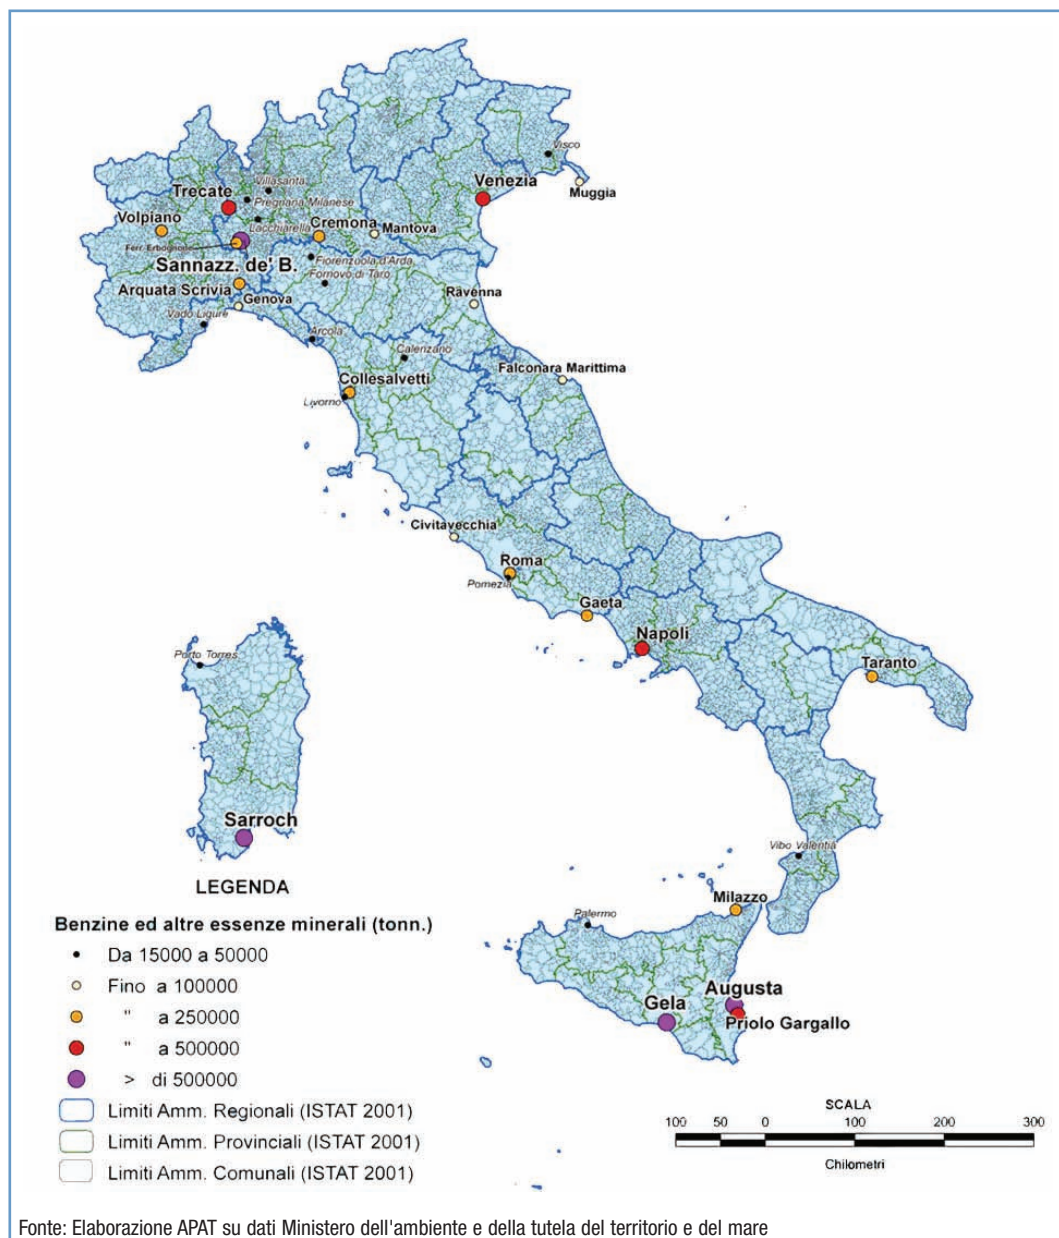 Visco
Muggia
Venezia
Villasanta
Trecate
Pregnana Milanese
Volpiano
Lacchiarella
Cremona
Mantova
Ferr. Erbognone
Sannazz. de' B.
Fiorenzuola d'Arda
Fornovo di Taro
Arquata Scrivia
Genova
Ravenna
Vado Ligure
Arcola
Calenzano
Falconara Marittima
Collesalvetti
Livorno
Civitavecchia
Roma
Pomezia
Gaeta
Napoli
Taranto
Porto Torres
Sarroch
Vibo Valentia
Milazzo
Palermo
Augusta
Gela
Priolo Gargallo
LEGENDA
Benzine ed altre essenze minerali (tonn.)
Da 15000 a 50000
Fino a 100000
" a 250000
" a 500000
> di 500000
Limiti Amm. Regionali (ISTAT 2001)
Limiti Amm. Provinciali (ISTAT 2001)
Limiti Amm. Comunali (ISTAT 2001)
SCALA
100 50 0 100 200 300
Chilometri
Fonte: Elaborazione APAT su dati Ministero dell'ambiente e della tutela del territorio e del mare